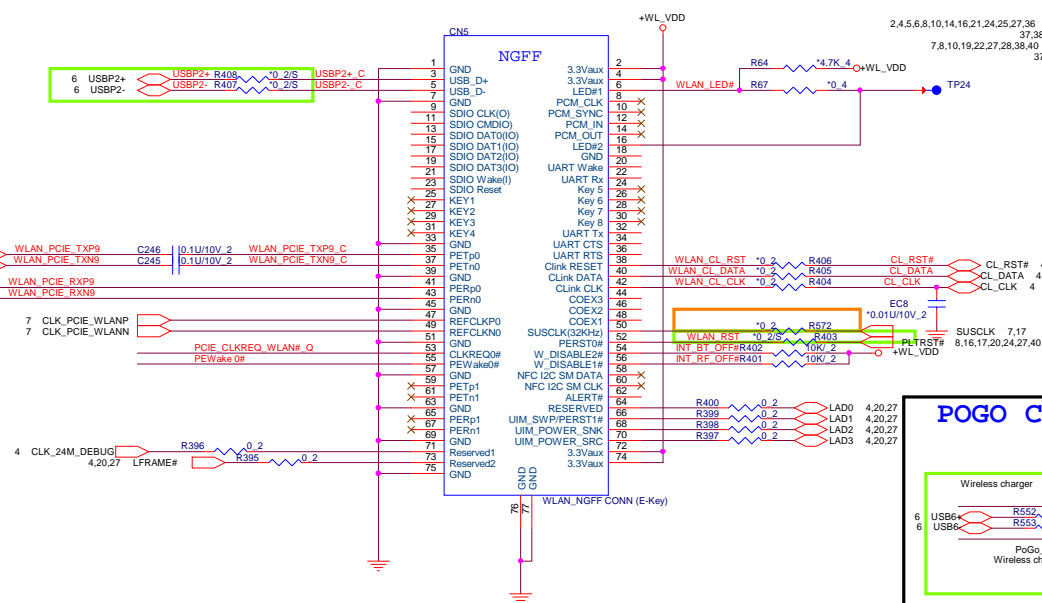 +WL_VDD
2,4,5,6,8,10,14,16,21,24,25,27,36
37,38
7,8,10,19,22,27,28,38,40
CN5
NGFF
6 USBP2+ USBP2+ R408 *0_2/S USBP2+_C
6 USBP2- USBP2- R407 *0_2/S USBP2-_C
1 GND
3 USB_D+
5 USB_D-
7 GND
9 SDIO CLK(O)
11 SDIO CMDIO)
13 SDIO DAT0(IO)
15 SDIO DAT1(IO)
17 SDIO DAT2(IO)
19 SDIO DAT3(IO)
21 SDIO Wake(I)
23 SDIO Reset
25 KEY1
27 KEY2
29 KEY3
31 KEY4
33 GND
35 PETp0
37 PETn0
39 GND
41 PERp0
43 PERn0
45 GND
47 REFCLKP0
49 REFCLKN0
51 GND
53 CLKREQ0#
55 PEWake0#
57 GND
59 PETp1
61 PETn1
63 GND
65 PERp1
67 PERn1
69 GND
71 Reserved1
73 Reserved2
75 GND
3.3Vaux 2
3.3Vaux 4
LED#1 6
PCM_CLK 8
PCM_SYNC 10
PCM_IN 12
PCM_OUT 14
LED#2 16
GND 18
UART Wake 20
UART Rx 22
Key 5 24
Key 6 26
Key 7 28
Key 8 30
UART Tx 32
UART CTS 34
UART RTS 36
Clink RESET 38
Clink DATA 40
CLink CLK 42
COEX3 44
COEX2 46
COEX1 48
SUSCLK(32KHz) 50
PERST0# 52
W_DISABLE2# 54
W_DISABLE1# 56
NFC I2C SM DATA 58
NFC I2C SM CLK 60
ALERT# 62
RESERVED 64
UIM_SWP/PERST1# 66
UIM_POWER_SNK 68
UIM_POWER_SRC 70
3.3Vaux 72
3.3Vaux 74
GND 76
GND 77
WLAN_NGFF CONN (E-Key)
R64 *4.7K_4 +WL_VDD
WLAN_LED# R67 *0_4 TP24
WLAN_PCIE_TXP9 C246 0.1U/10V_2 WLAN_PCIE_TXP9_C
WLAN_PCIE_TXN9 C245 0.1U/10V_2 WLAN_PCIE_TXN9_C
WLAN_PCIE_RXP9
WLAN_PCIE_RXN9
7 CLK_PCIE_WLANP
7 CLK_PCIE_WLANN
PCIE_CLKREQ_WLAN#_Q
PEWake 0#
4 CLK_24M_DEBUG R396 0_2
4,20,27 LFRAME# R395 0_2
WLAN_CL_RST *0_2 R406 CL_RST# CL_RST# 4
WLAN_CL_DATA *0_2 R405 CL_DATA CL_DATA 4
WLAN_CL_CLK *0_2 R404 CL_CLK CL_CLK 4
EC8
*0.01U/10V_2
*0_2 R572 SUSCLK 7,17
WLAN_RST *0_2/S R403 PLTRST# 8,16,17,20,24,27,40
INT_BT_OFF# R402 10K/_2 +WL_VDD
INT_RF_OFF# R401 10K/_2
R400 0_2 LAD0 4,20,27
R399 0_2 LAD1 4,20,27
R398 0_2 LAD2 4,20,27
R397 0_2 LAD3 4,20,27
POGO C
Wireless charger
6 USB6+ R552
6 USB6- R553
PoGo_
Wireless ch